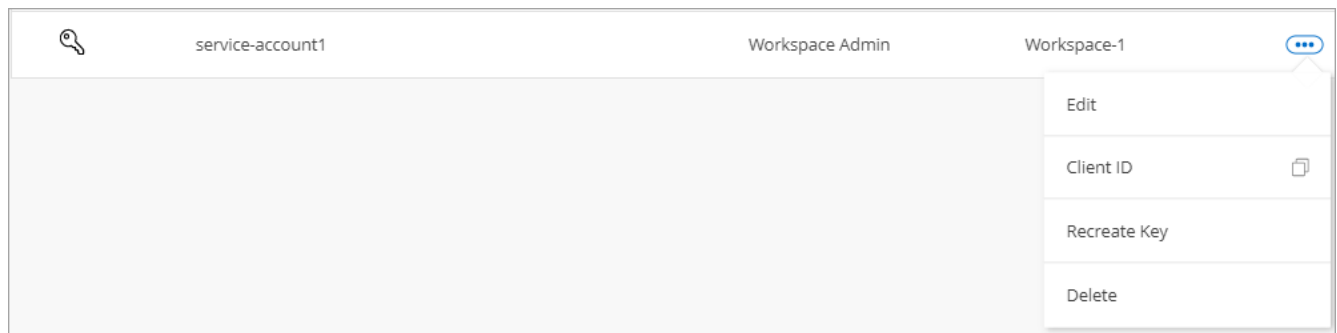 service-account1 Workspace Admin Workspace-1
Edit
Client ID
Recreate Key
Delete